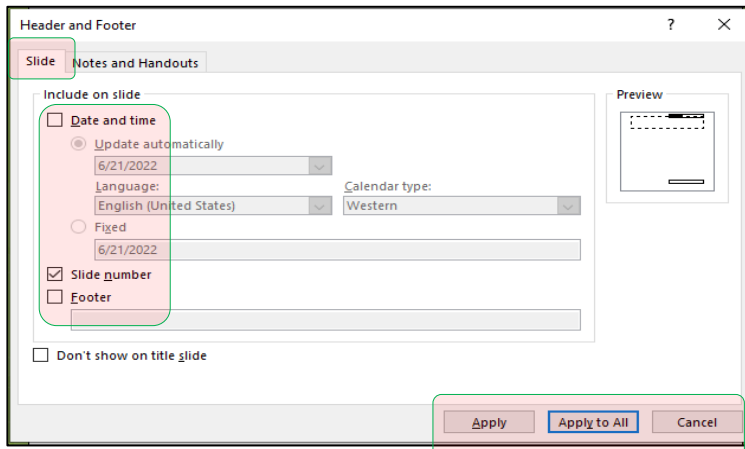 Header and Footer ?
Slide Notes and Handouts
Include on slide Preview
Date and time
Update automatically
6/21/2022
Language: Calendar type:
English (United States) Western
Fixed
6/21/2022
Slide number
Footer
Don't show on title slide
Apply Apply to All Cancel